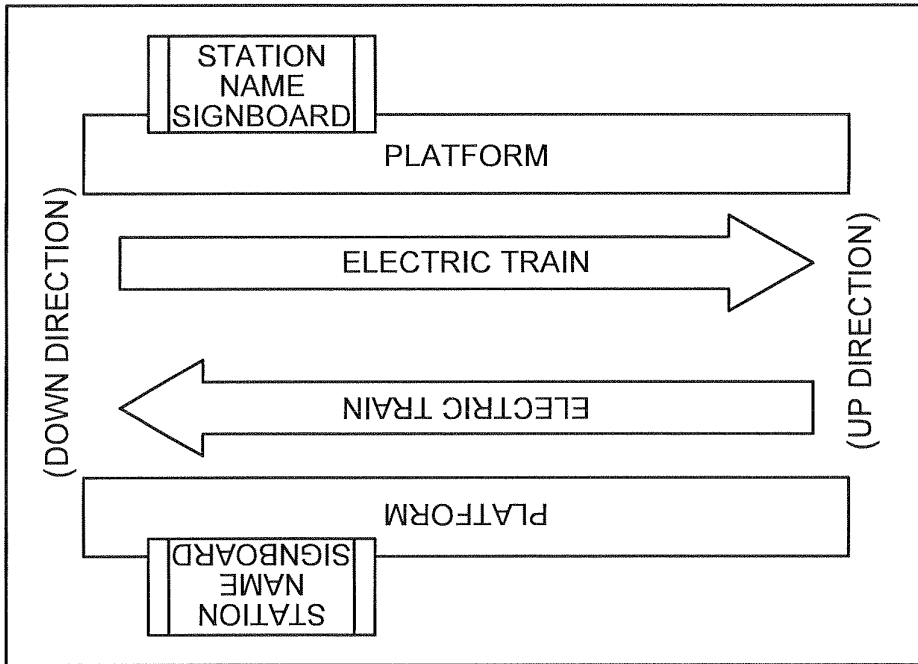 STATION
NAME
SIGNBOARD
PLATFORM
(DOWN DIRECTION)
ELECTRIC TRAIN
(UP DIRECTION)
ELECTRIC TRAIN
PLATFORM
STATION
NAME
SIGNBOARD